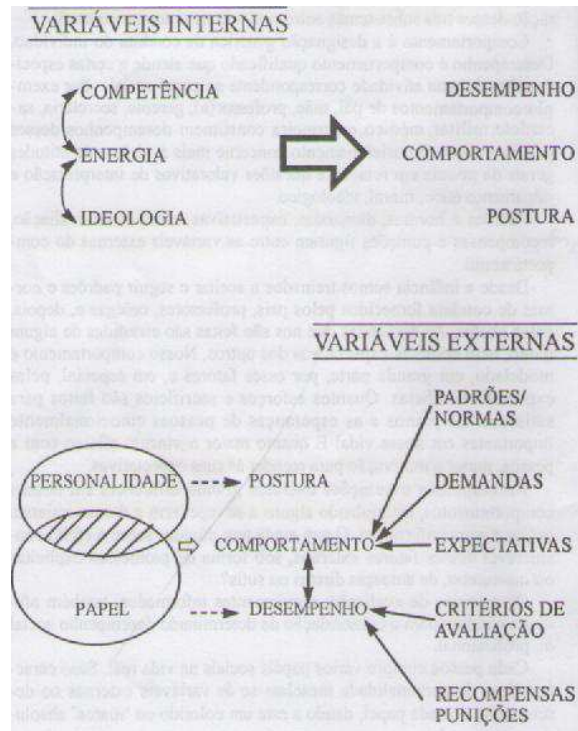 VARIÁVEIS INTERNAS
COMPETÊNCIA
DESEMPENHO
ENERGIA
COMPORTAMENTO
IDEOLOGIA
POSTURA
VARIÁVEIS EXTERNAS
PADRÕES/
NORMAS
PERSONALIDADE
POSTURA
DEMANDAS
COMPORTAMENTO
EXPECTATIVAS
PAPEL
DESEMPENHO
CRITÉRIOS DE
AVALIAÇÃO
RECOMPENSAS
PUNIÇÕES